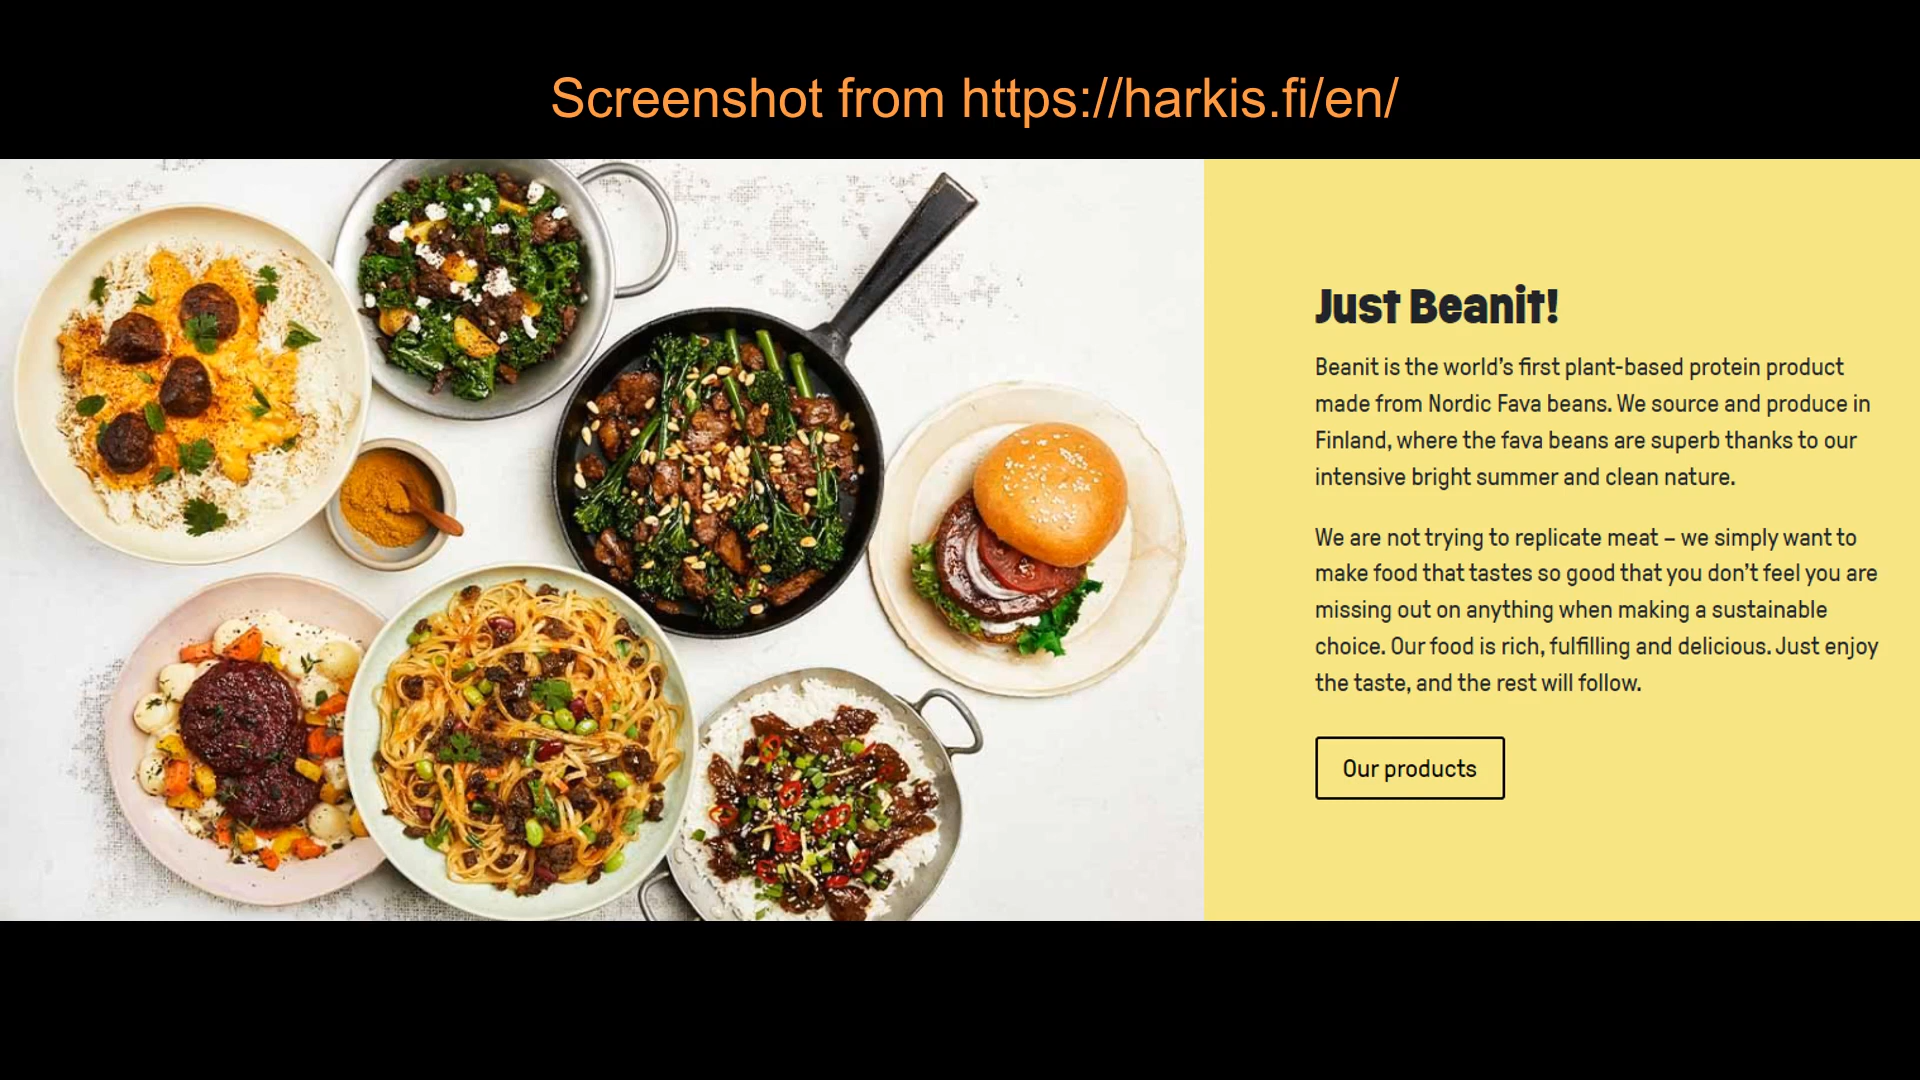 Screenshot from https://harkis.fi/en/
Just Beanit!
Beanit is the world’s first plant-based protein product
made from Nordic Fava beans. We source and produce in
Finland, where the fava beans are superb thanks to our
intensive bright summer and clean nature.
We are not trying to replicate meat – we simply want to
make food that tastes so good that you don’t feel you are
missing out on anything when making a sustainable
choice. Our food is rich, fulfilling and delicious. Just enjoy
the taste, and the rest will follow.
Our products